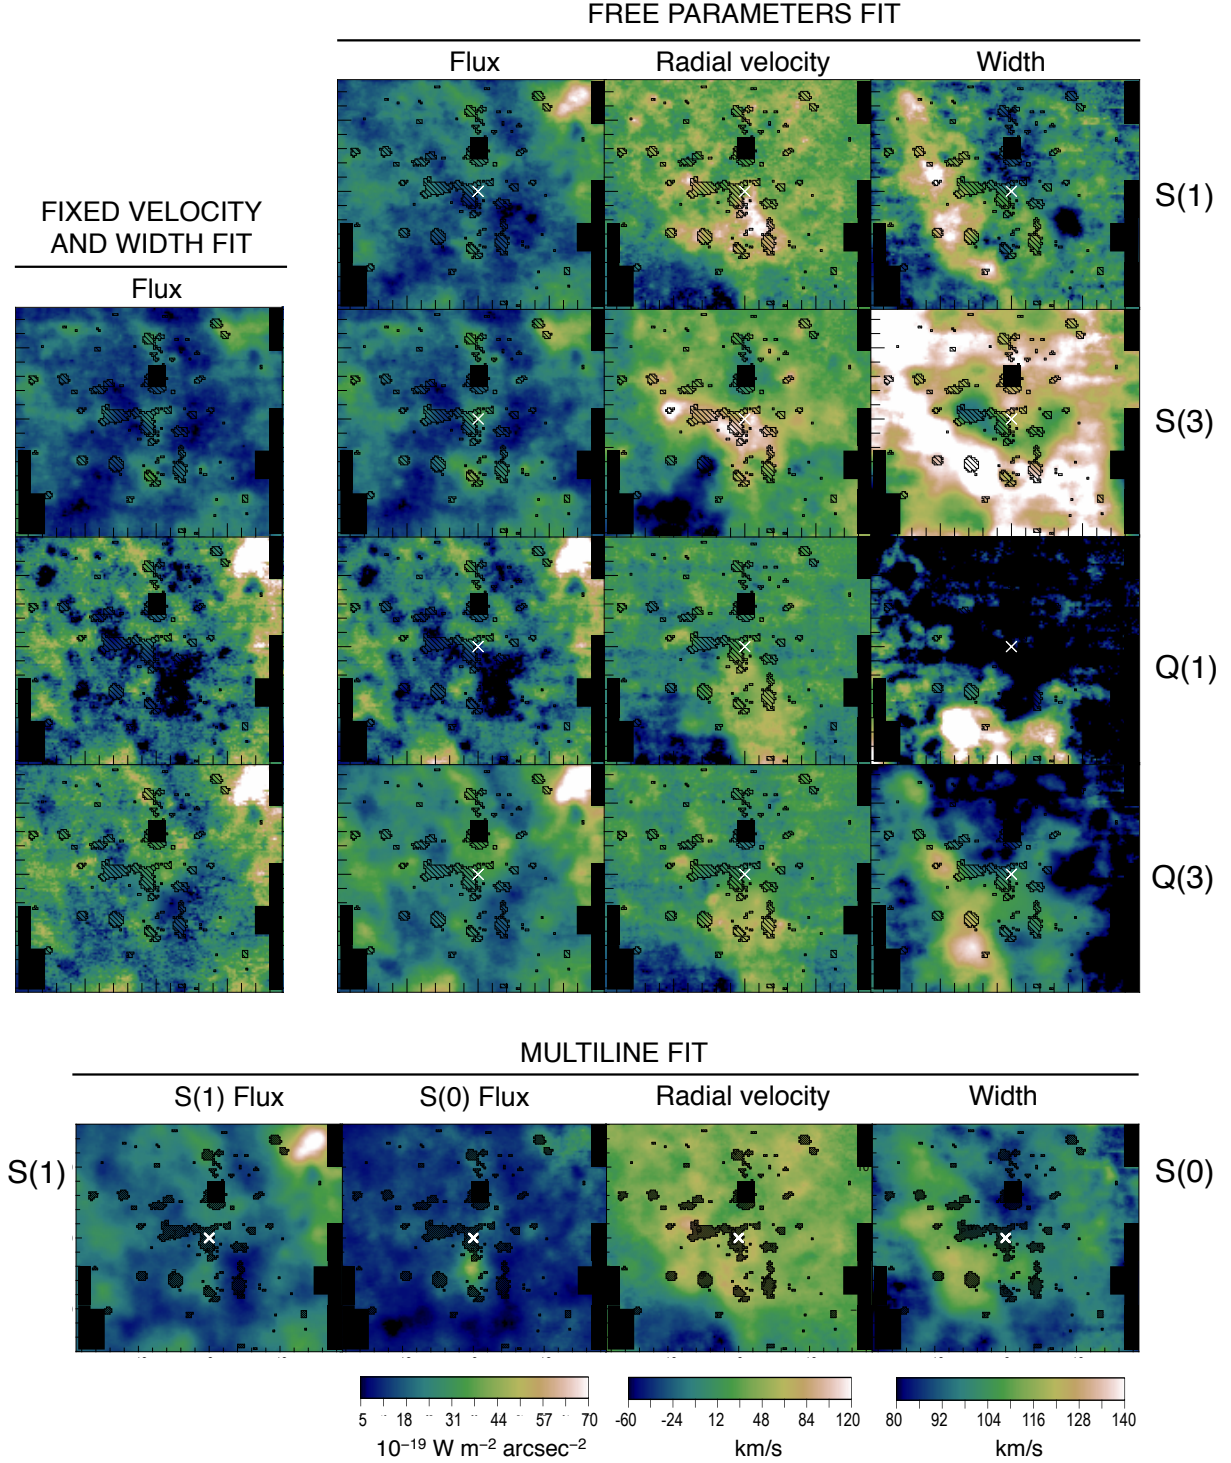 FREE PARAMETERS FIT
Flux Radial velocity Width
S(1)
FIXED VELOCITY
AND WIDTH FIT
Flux
S(3)
Q(1)
Q(3)
MULTILINE FIT
S(1) Flux S(0) Flux Radial velocity Width
S(1) S(0)
5 18 31 44 57 70 -60 -24 12 48 84 120 80 92 104 116 128 140
10⁻¹⁹ W m⁻² arcsec⁻² km/s km/s